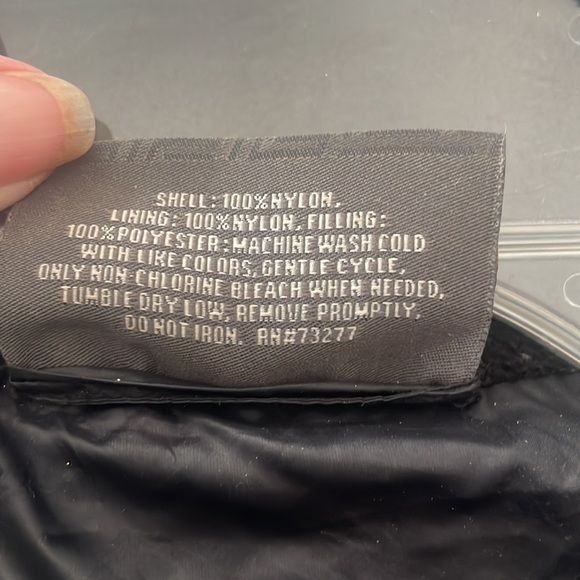 SHELL: 100%NYLON.
LINING: 100%NYLON. FILLING:
100%POLYESTER:MACHINE WASH COLD
WITH LIKE COLORS, GENTLE CYCLE,
ONLY NON-CHLORINE BLEACH WHEN NEEDED,
TUMBLE DRY LOW, REMOVE PROMPTLY.
DO NOT IRON. RN#73277